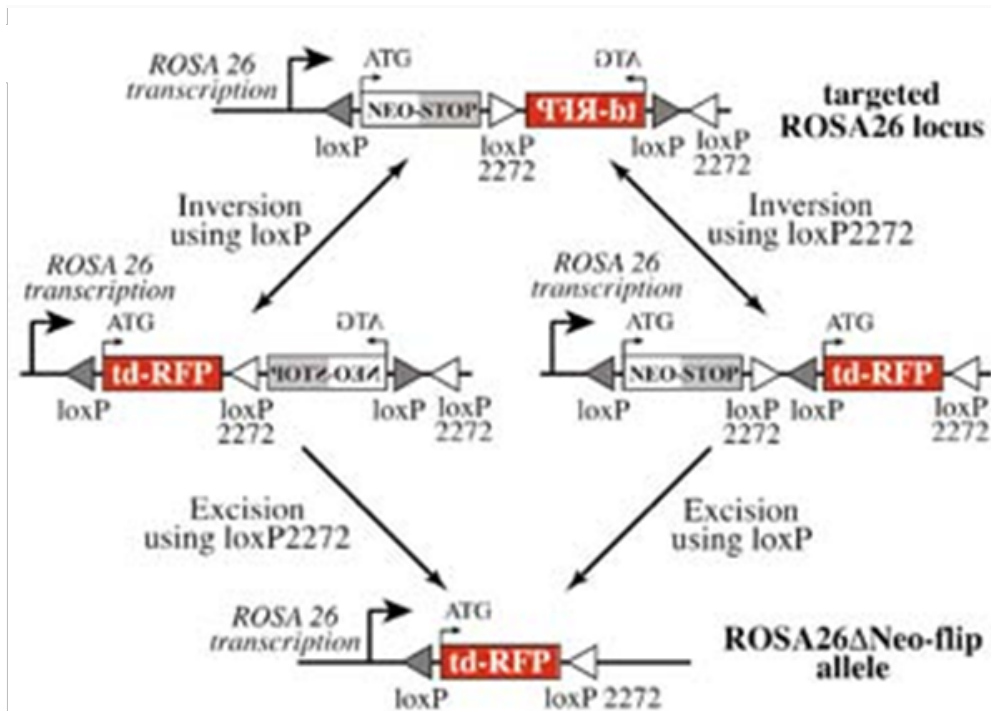 ROSA 26
transcription
ATG
ATG
NEO-STOP
td-RFP
loxP
loxP
2272
loxP
loxP
2272
targeted
ROSA26 locus
Inversion
using loxP
Inversion
using loxP2272
ROSA 26
transcription
ATG
ATG
td-RFP
NEO-STOP
loxP
loxP
2272
loxP
loxP
2272
ROSA 26
transcription
ATG
ATG
NEO-STOP
td-RFP
loxP
loxP
2272
loxP
loxP
2272
Excision
using loxP2272
Excision
using loxP
ROSA 26
transcription
ATG
td-RFP
loxP
loxP 2272
ROSA26ΔNeo-flip
allele